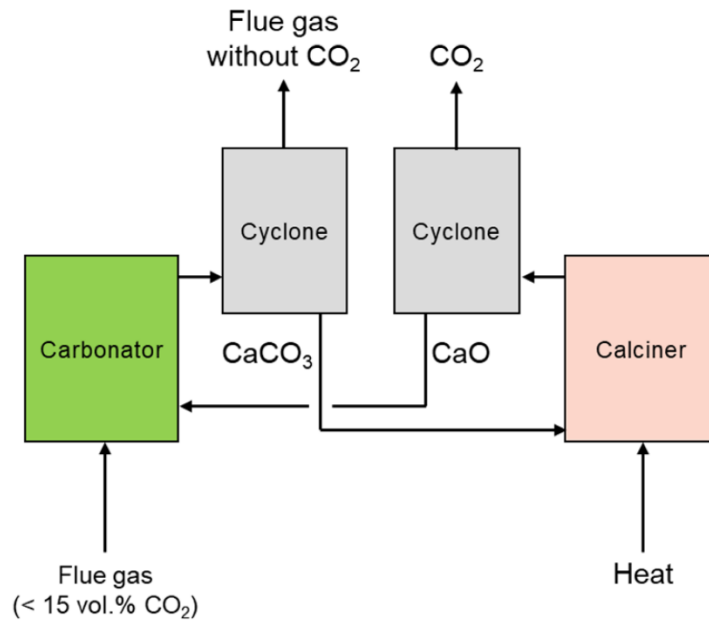 Flue gas
without CO₂
CO₂
Cyclone
Cyclone
Carbonator
CaCO₃
CaO
Calciner
Flue gas
(< 15 vol.% CO₂)
Heat